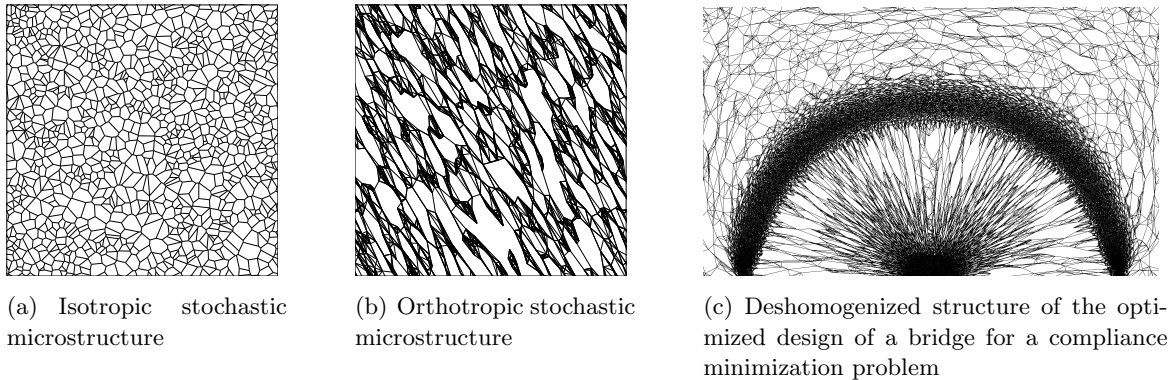 (a) Isotropic stochastic
microstructure
(b) Orthotropic stochastic
microstructure
(c) Deshomogenized structure of the opti-
mized design of a bridge for a compliance
minimization problem